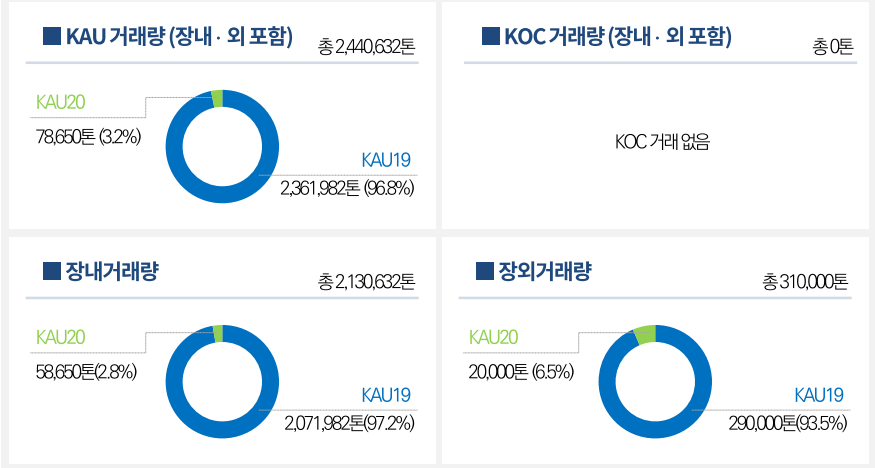 KAU 거래량 (장내 · 외 포함)
총 2,440,632톤
KAU20
78,650톤 (3.2%)
KAU19
2,361,982톤 (96.8%)
KOC 거래량 (장내 · 외 포함)
총 0톤
KOC 거래 없음
장내거래량
총 2,130,632톤
KAU20
58,650톤(2.8%)
KAU19
2,071,982톤(97.2%)
장외거래량
총 310,000톤
KAU20
20,000톤 (6.5%)
KAU19
290,000톤(93.5%)